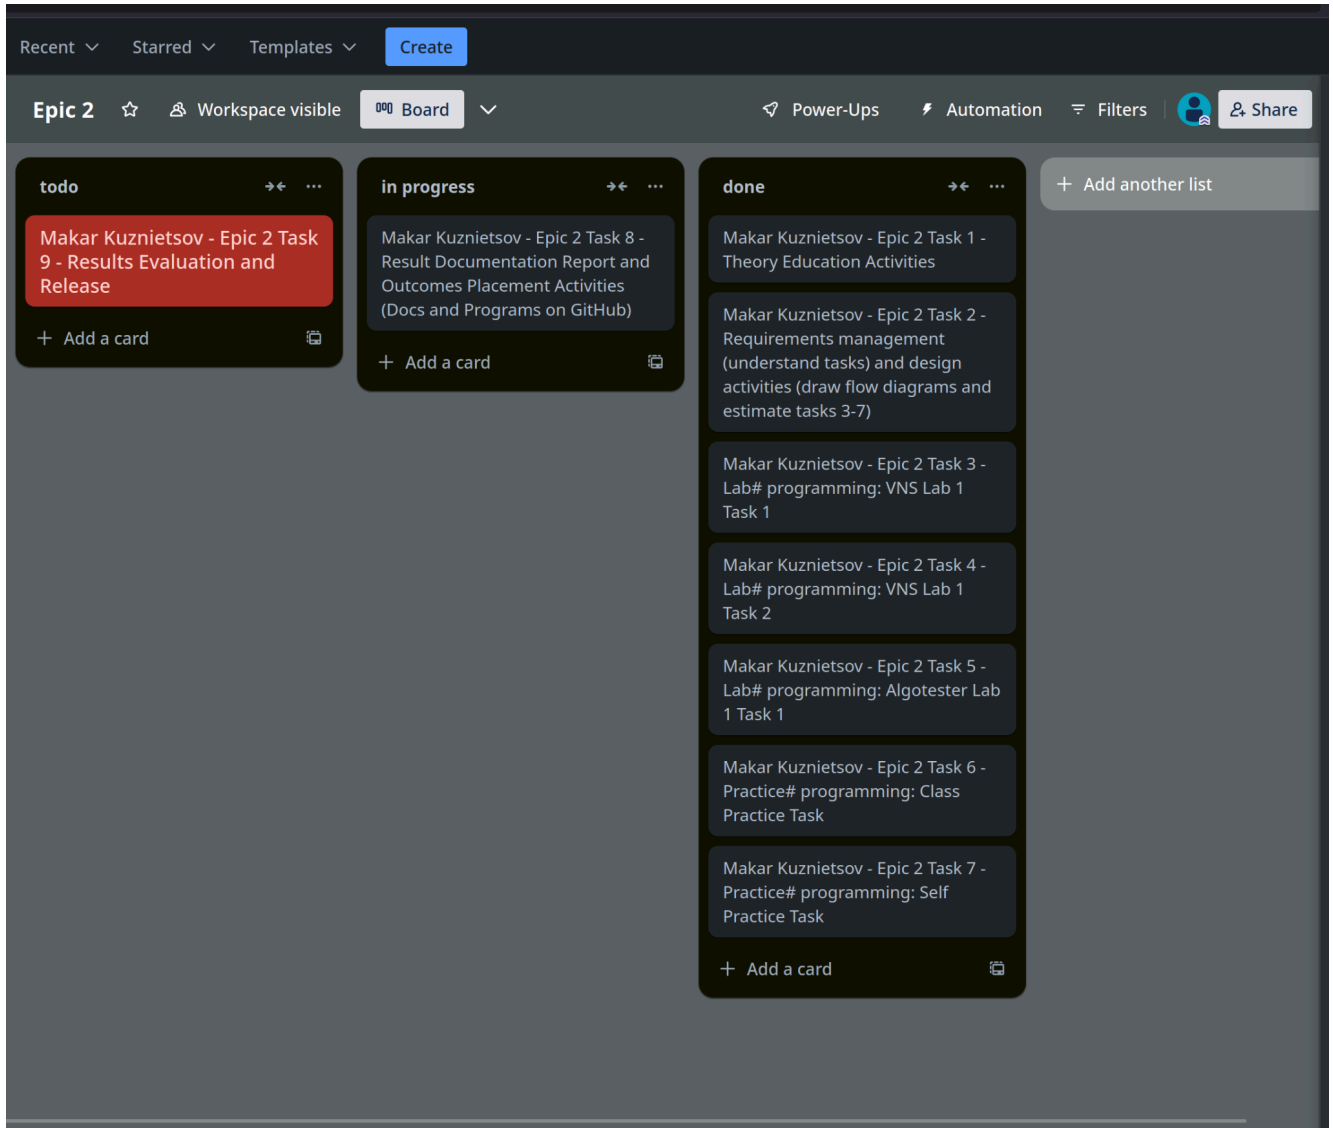 Recent Starred Templates Create
Epic 2 Workspace visible Board Power-Ups Automation Filters Share
todo
Makar Kuznietsov - Epic 2 Task
9 - Results Evaluation and
Release
Add a card
in progress
Makar Kuznietsov - Epic 2 Task 8 -
Result Documentation Report and
Outcomes Placement Activities
(Docs and Programs on GitHub)
Add a card
done
Makar Kuznietsov - Epic 2 Task 1 -
Theory Education Activities
Makar Kuznietsov - Epic 2 Task 2 -
Requirements management
(understand tasks) and design
activities (draw flow diagrams and
estimate tasks 3-7)
Makar Kuznietsov - Epic 2 Task 3 -
Lab# programming: VNS Lab 1
Task 1
Makar Kuznietsov - Epic 2 Task 4 -
Lab# programming: VNS Lab 1
Task 2
Makar Kuznietsov - Epic 2 Task 5 -
Lab# programming: Algotester Lab
1 Task 1
Makar Kuznietsov - Epic 2 Task 6 -
Practice# programming: Class
Practice Task
Makar Kuznietsov - Epic 2 Task 7 -
Practice# programming: Self
Practice Task
Add a card
Add another list